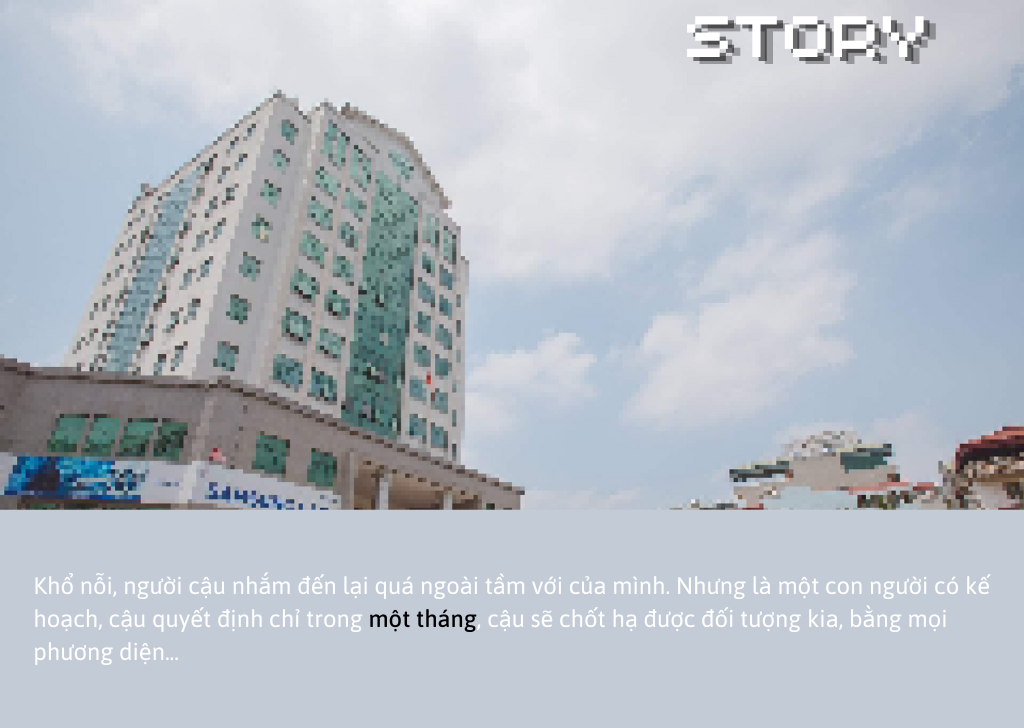 STORY
Khổ nỗi, người cậu nhắm đến lại quá ngoài tầm với của mình. Nhưng là một con người có kế
hoạch, cậu quyết định chỉ trong một tháng, cậu sẽ chốt hạ được đối tượng kia, bằng mọi
phương diện...